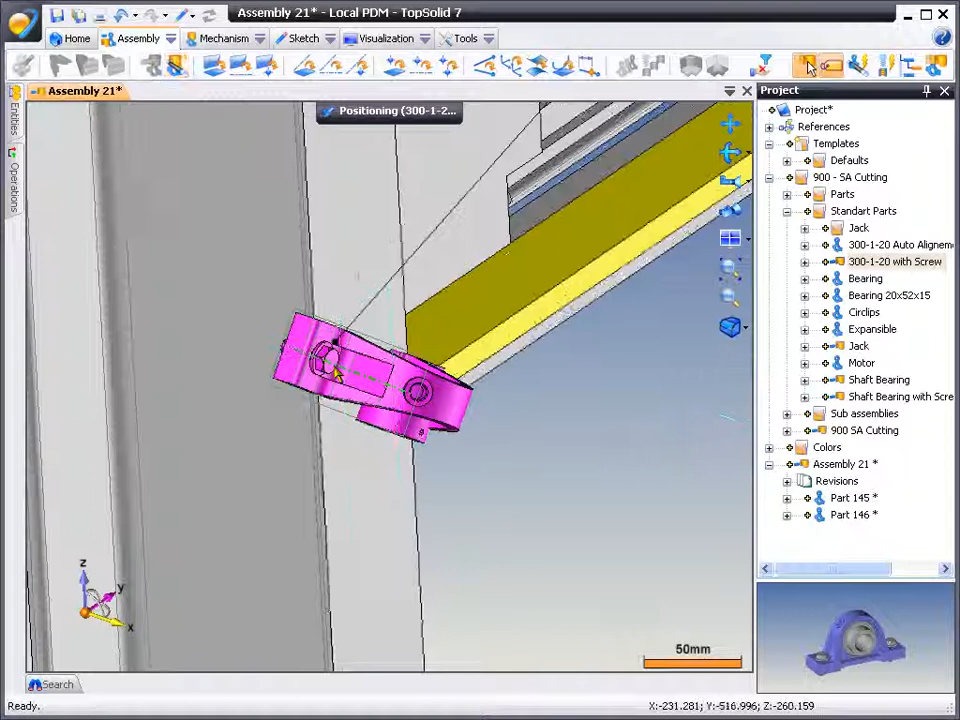 Assembly 21* - Local PDM - TopSolid 7
Home
Assembly
Mechanism
Sketch
Visualization
Tools
Assembly 21*
Project
Entities
Operations
Positioning (300-1-2...
Project*
References
Templates
Defaults
900 - SA Cutting
Parts
Standart Parts
Jack
300-1-20 Auto Alignem
300-1-20 with Screw
Bearing
Bearing 20x52x15
Circlips
Expansible
Jack
Motor
Shaft Bearing
Shaft Bearing with Scre
Sub assemblies
900 SA Cutting
Colors
Assembly 21 *
Revisions
Part 145 *
Part 146 *
z
y
x
50mm
Search
Ready.
X:-231.281; Y:-516.996; Z:-260.159